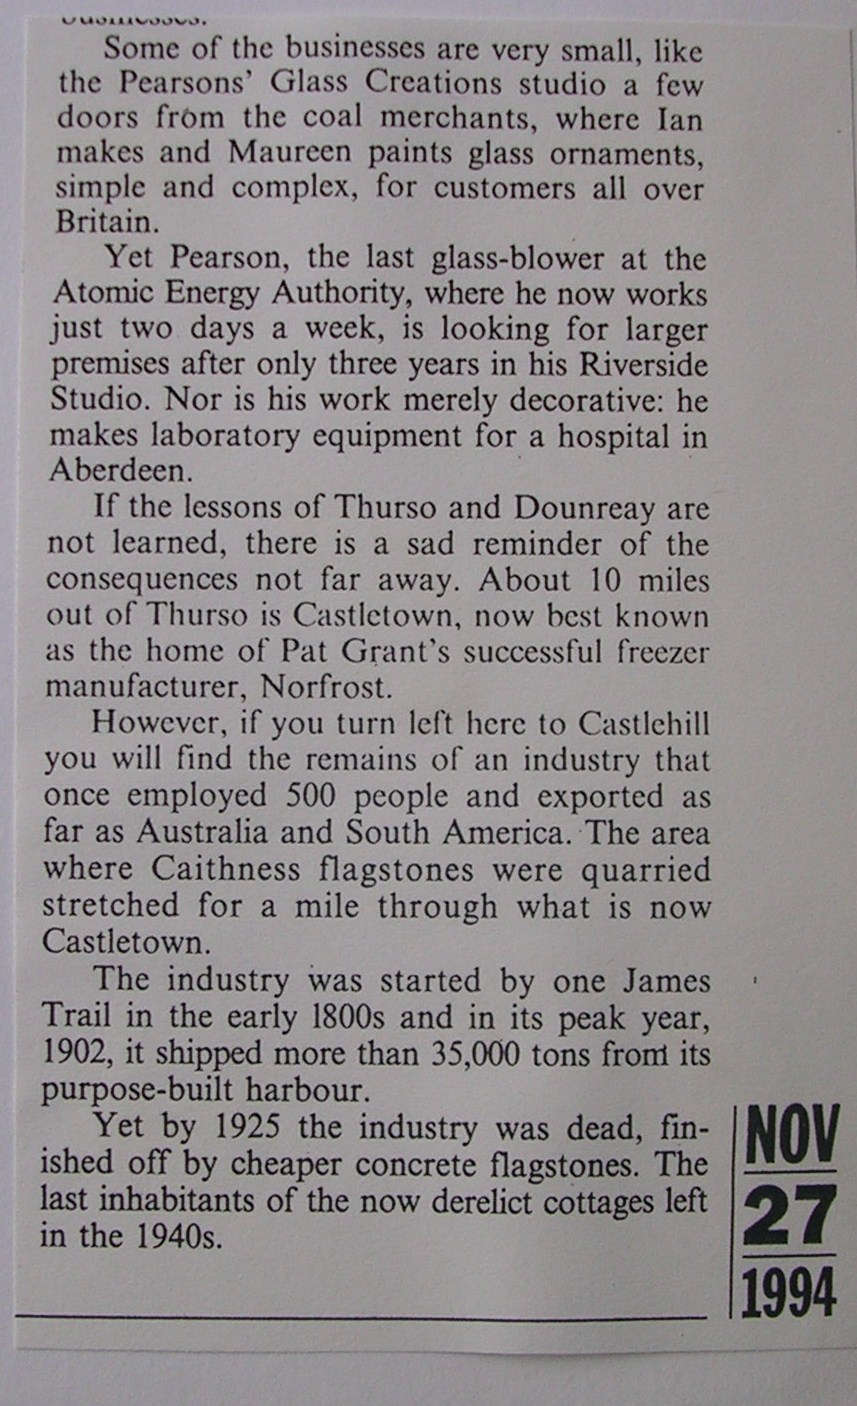 Some of the businesses are very small, like
the Pearsons' Glass Creations studio a few
doors from the coal merchants, where Ian
makes and Maureen paints glass ornaments,
simple and complex, for customers all over
Britain.
Yet Pearson, the last glass-blower at the
Atomic Energy Authority, where he now works
just two days a week, is looking for larger
premises after only three years in his Riverside
Studio. Nor is his work merely decorative: he
makes laboratory equipment for a hospital in
Aberdeen.
If the lessons of Thurso and Dounreay are
not learned, there is a sad reminder of the
consequences not far away. About 10 miles
out of Thurso is Castletown, now best known
as the home of Pat Grant's successful freezer
manufacturer, Norfrost.
However, if you turn left here to Castlehill
you will find the remains of an industry that
once employed 500 people and exported as
far as Australia and South America. The area
where Caithness flagstones were quarried
stretched for a mile through what is now
Castletown.
The industry was started by one James
Trail in the early 1800s and in its peak year,
1902, it shipped more than 35,000 tons from its
purpose-built harbour.
Yet by 1925 the industry was dead, fin-
ished off by cheaper concrete flagstones. The
last inhabitants of the now derelict cottages left
in the 1940s.
NOV
27
1994